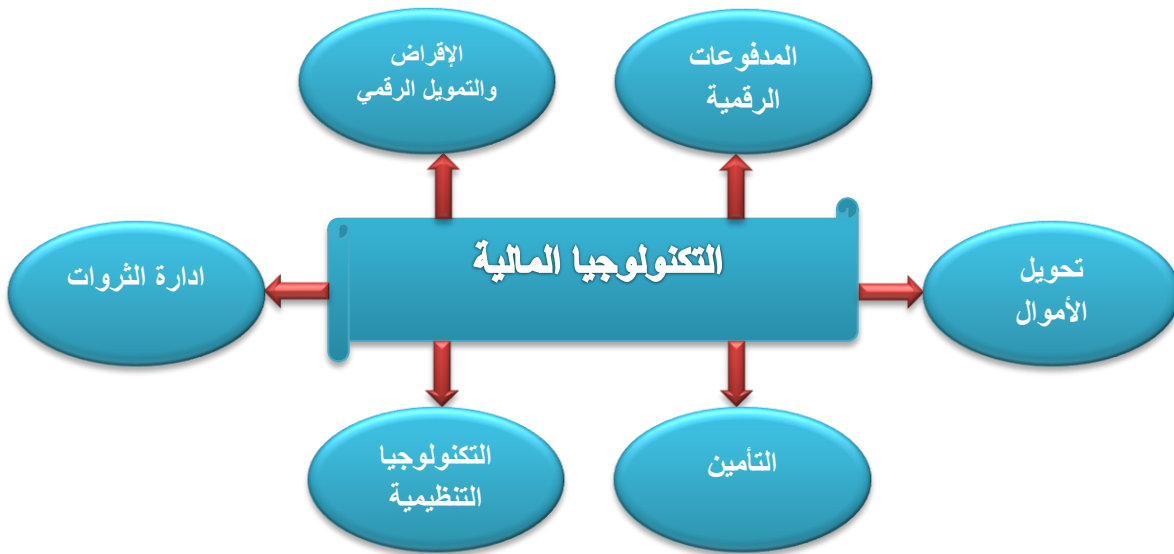 المدفوعات
الرقمية
الإقراض
والتمويل الرقمي
التكنولوجيا المالية
تحويل
الأموال
ادارة الثروات
التأمين
التكنولوجيا
التنظيمية